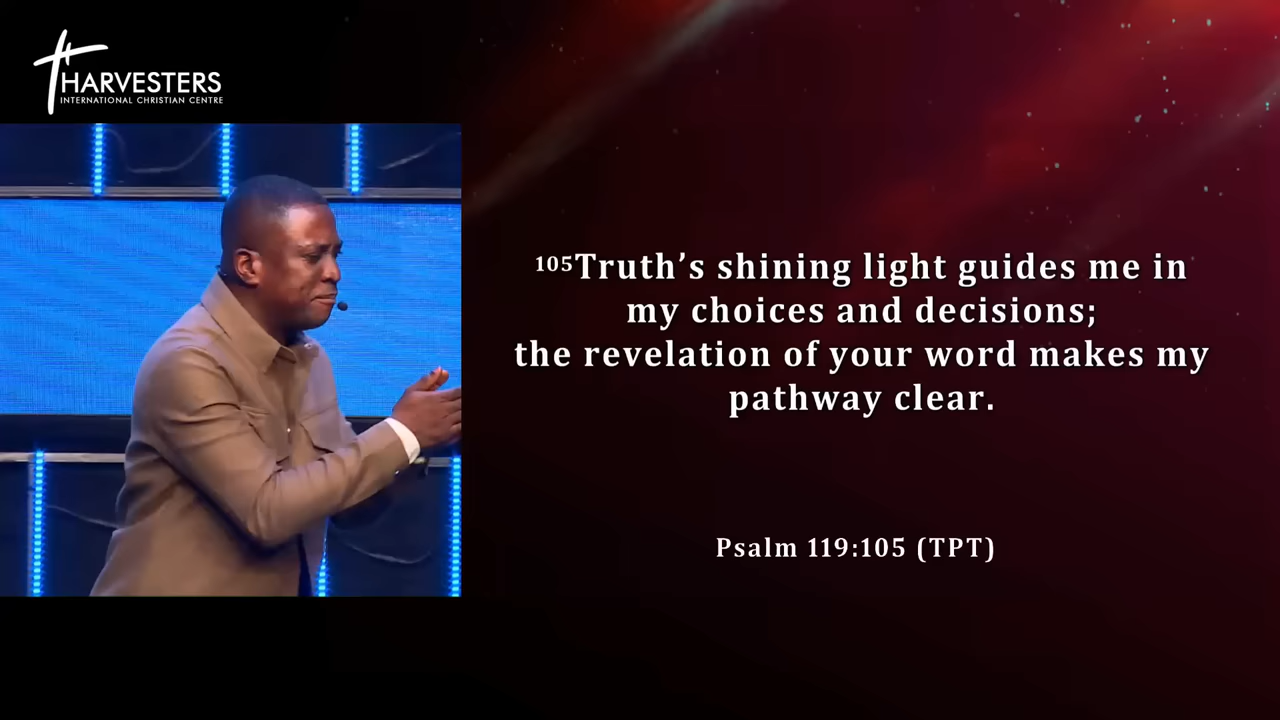 HARVESTERS
INTERNATIONAL CHRISTIAN CENTRE
¹⁰⁵Truth’s shining light guides me in
my choices and decisions;
the revelation of your word makes my
pathway clear.
Psalm 119:105 (TPT)